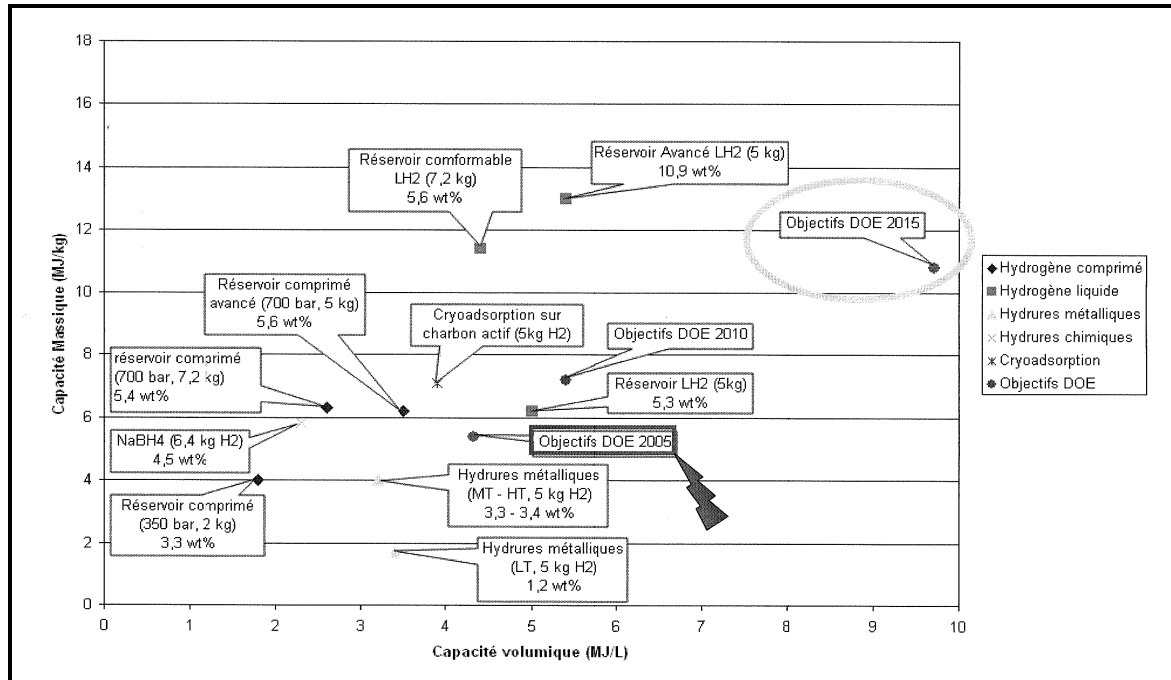 18
16
14
12
10
8
6
4
2
0
Capacité Massique (MJ/kg)
Réservoir comformable
LH2 (7,2 kg)
5,6 wt%
Réservoir Avancé LH2 (5 kg)
10,9 wt%
Objectifs DOE 2015
Réservoir comprimé
avancé (700 bar, 5 kg)
5,6 wt%
Cryoadsorption sur
charbon actif (5kg H2)
Objectifs DOE 2010
réservoir comprimé
(700 bar, 7,2 kg)
5,4 wt%
Réservoir LH2 (5kg)
5,3 wt%
NaBH4 (6,4 kg H2)
4,5 wt%
Objectifs DOE 2005
Réservoir comprimé
(350 bar, 2 kg)
3,3 wt%
Hydrures métalliques
(MT - HT, 5 kg H2)
3,3 - 3,4 wt%
Hydrures métalliques
(LT, 5 kg H2)
1,2 wt%
0 1 2 3 4 5 6 7 8 9 10
Capacité volumique (MJ/L)
Hydrogène comprimé
Hydrogène liquide
Hydrures métalliques
Hydrures chimiques
Cryoadsorption
Objectifs DOE